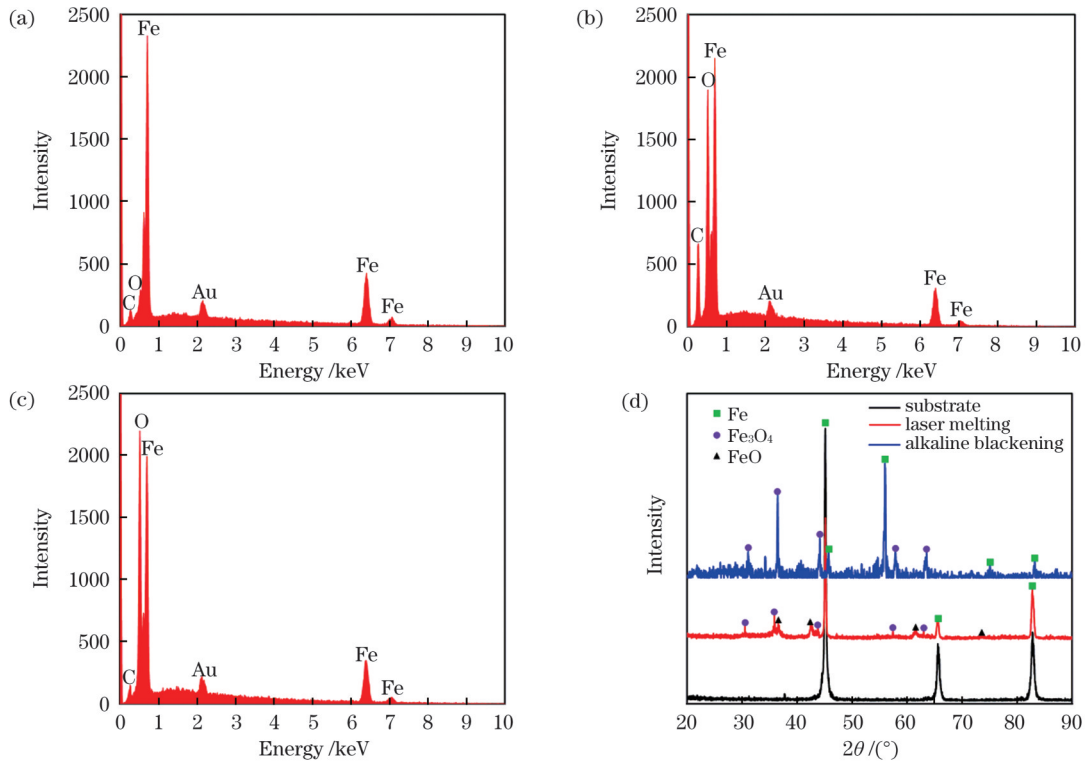 (a)
2500
2000
1500
1000
500
0
Intensity
Fe
O
C
Au
Fe
Fe
0 1 2 3 4 5 6 7 8 9 10
Energy /keV
(b)
2500
2000
1500
1000
500
0
Intensity
Fe
O
C
Au
Fe
Fe
0 1 2 3 4 5 6 7 8 9 10
Energy /keV
(c)
2500
2000
1500
1000
500
0
Intensity
O
Fe
C
Au
Fe
Fe
0 1 2 3 4 5 6 7 8 9 10
Energy /keV
(d)
Fe
Fe₃O₄
FeO
substrate
laser melting
alkaline blackening
Intensity
20 30 40 50 60 70 80 90
2θ /(°)